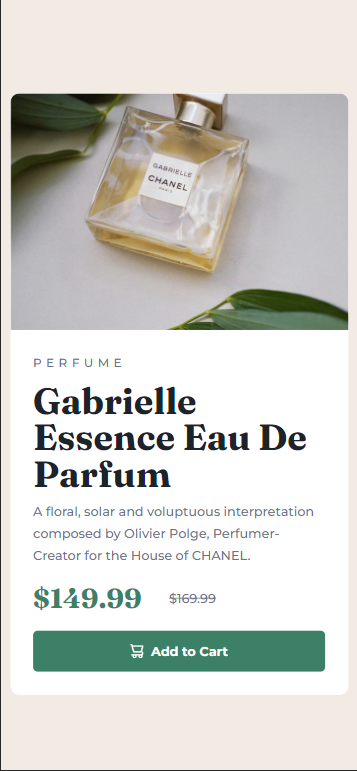 GABRIELLE
CHANEL
PARIS
PERFUME
Gabrielle
Essence Eau De
Parfum
A floral, solar and voluptuous interpretation
composed by Olivier Polge, Perfumer-
Creator for the House of CHANEL.
$149.99 $169.99
Add to Cart